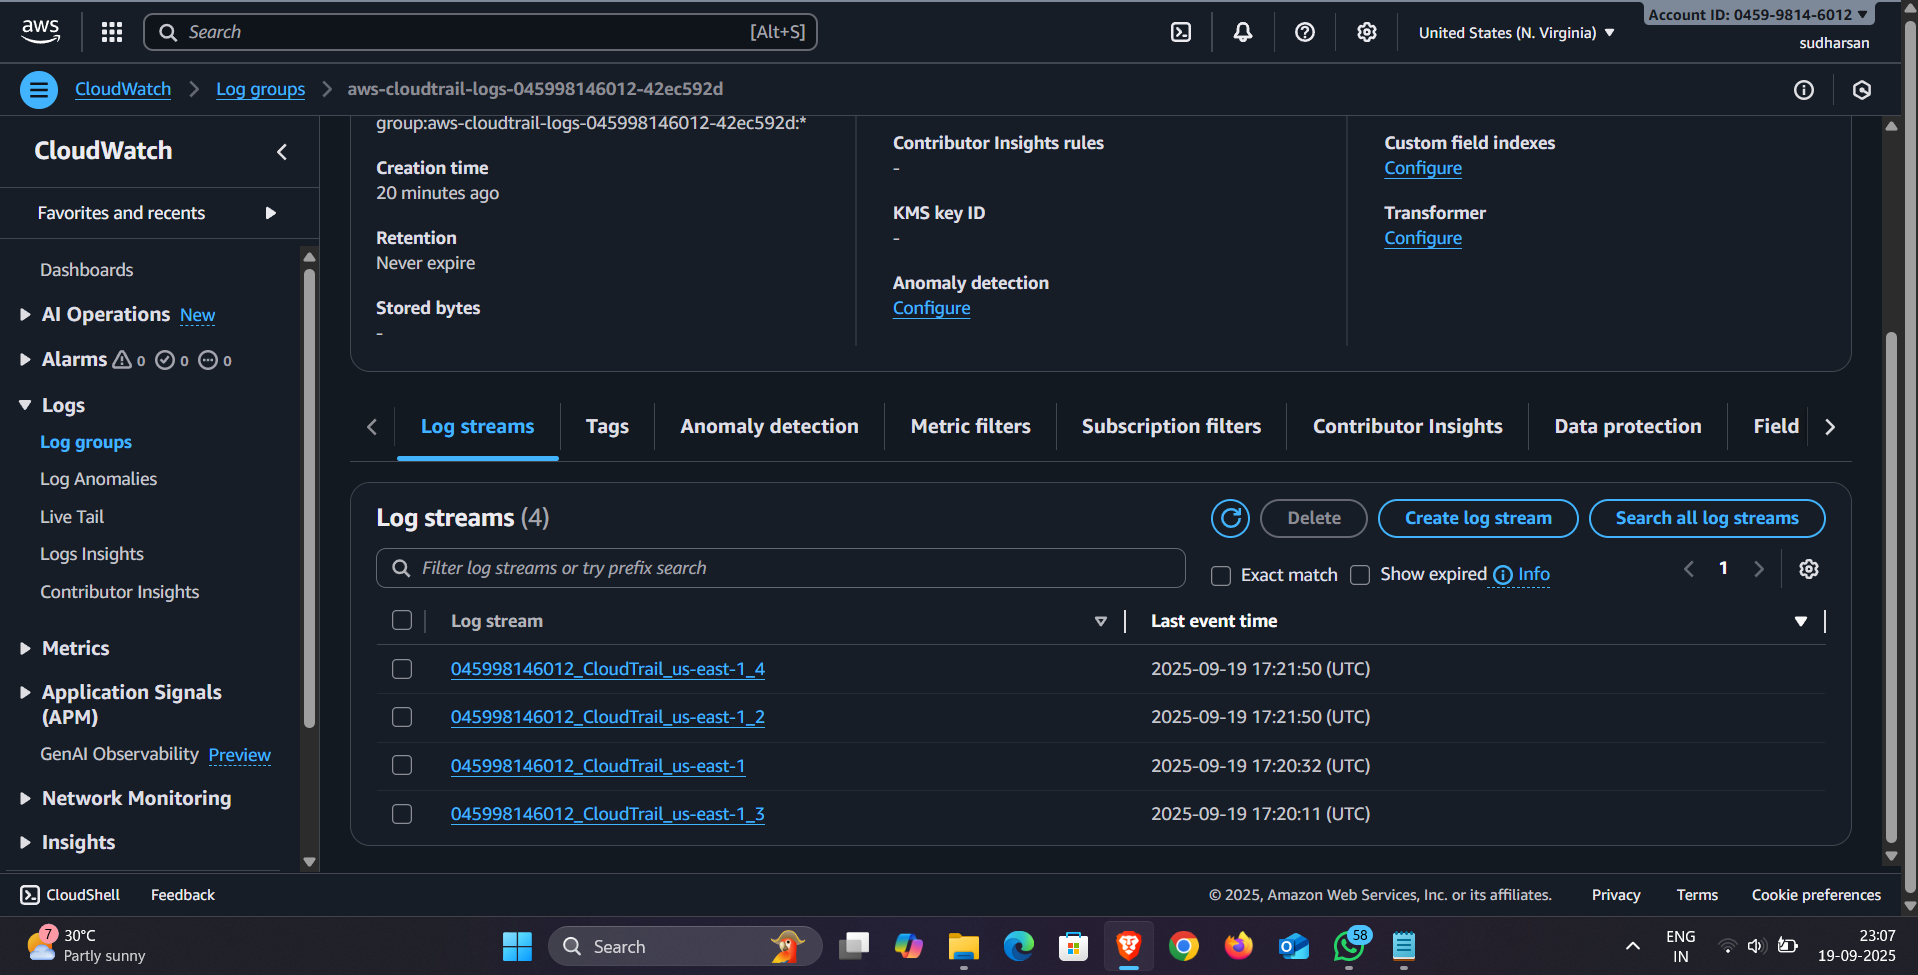 aws
Search
[Alt+S]
United States (N. Virginia)
Account ID: 0459-9814-6012
sudharsan
CloudWatch
Log groups
aws-cloudtrail-logs-045998146012-42ec592d
CloudWatch
Favorites and recents
Dashboards
AI Operations New
Alarms 0 0 0
Logs
Log groups
Log Anomalies
Live Tail
Logs Insights
Contributor Insights
Metrics
Application Signals
(APM)
GenAI Observability Preview
Network Monitoring
Insights
group:aws-cloudtrail-logs-045998146012-42ec592d:*
Creation time
20 minutes ago
Retention
Never expire
Stored bytes
-
Contributor Insights rules
-
KMS key ID
-
Anomaly detection
Configure
Custom field indexes
Configure
Transformer
Configure
Log streams
Tags
Anomaly detection
Metric filters
Subscription filters
Contributor Insights
Data protection
Field
Log streams (4)
Delete
Create log stream
Search all log streams
Filter log streams or try prefix search
Exact match
Show expired Info
1
Log stream
Last event time
045998146012_CloudTrail_us-east-1_4 2025-09-19 17:21:50 (UTC)
045998146012_CloudTrail_us-east-1_2 2025-09-19 17:21:50 (UTC)
045998146012_CloudTrail_us-east-1 2025-09-19 17:20:32 (UTC)
045998146012_CloudTrail_us-east-1_3 2025-09-19 17:20:11 (UTC)
CloudShell
Feedback
© 2025, Amazon Web Services, Inc. or its affiliates.
Privacy
Terms
Cookie preferences
7
30°C
Partly sunny
Search
58
ENG
IN
23:07
19-09-2025